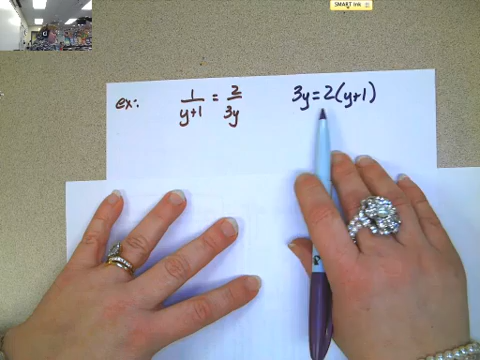 SMART Ink
ex: 1/(y+1) = 2/3y
3y = 2(y+1)